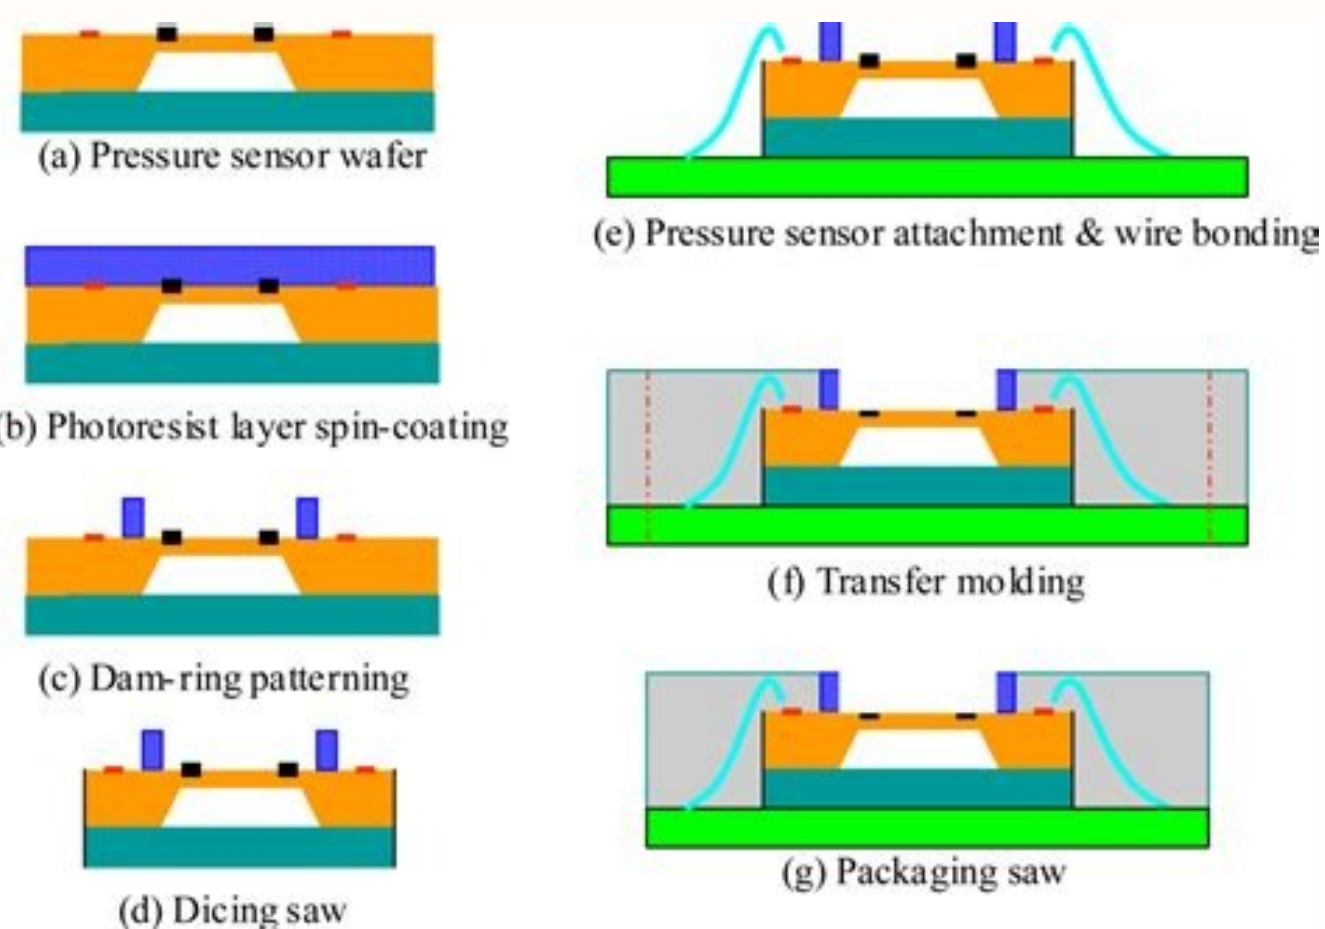 (a) Pressure sensor wafer
(b) Photoresist layer spin-coating
(c) Dam-ring patterning
(d) Dicing saw
(e) Pressure sensor attachment & wire bonding
(f) Transfer molding
(g) Packaging saw